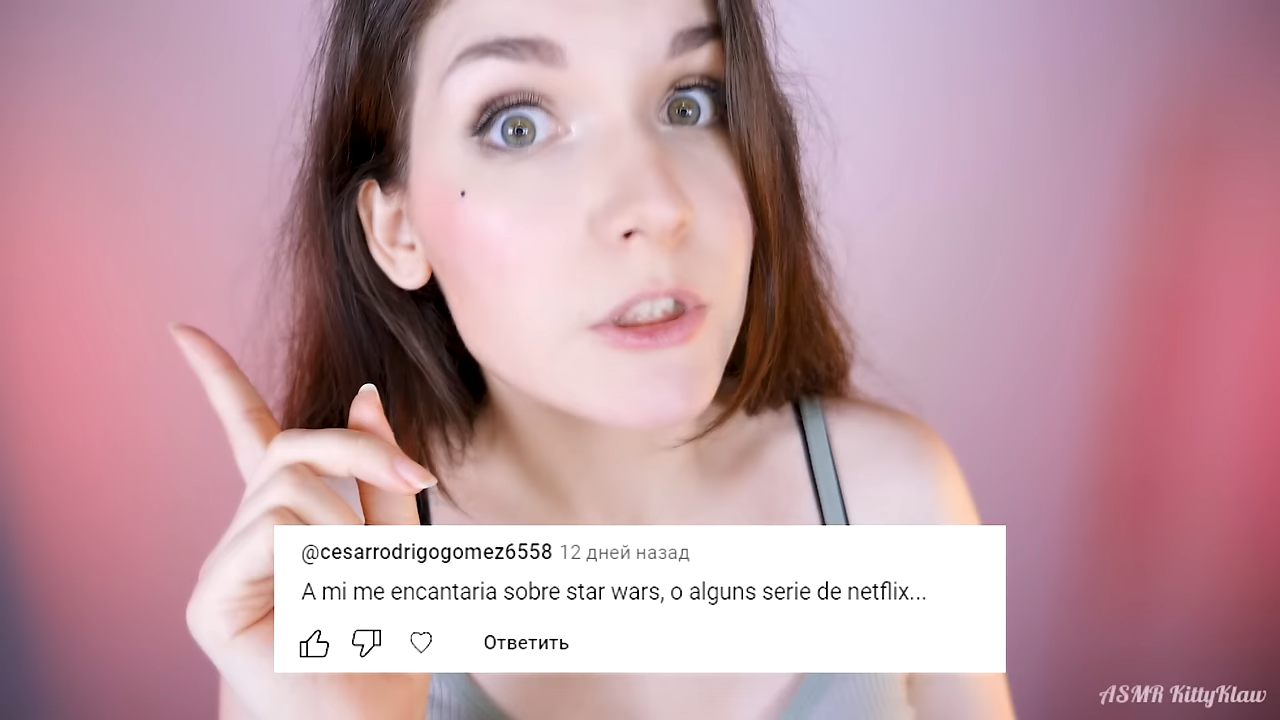 @cesarrodrigogomez6558 12 дней назад
A mi me encantaria sobre star wars, o alguns serie de netflix...
Ответить
ASMR KittyKlaw